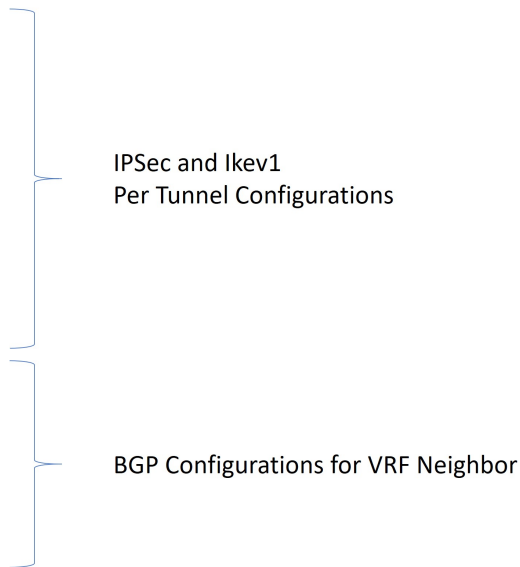 IPSec and Ikev1
Per Tunnel Configurations
BGP Configurations for VRF Neighbor